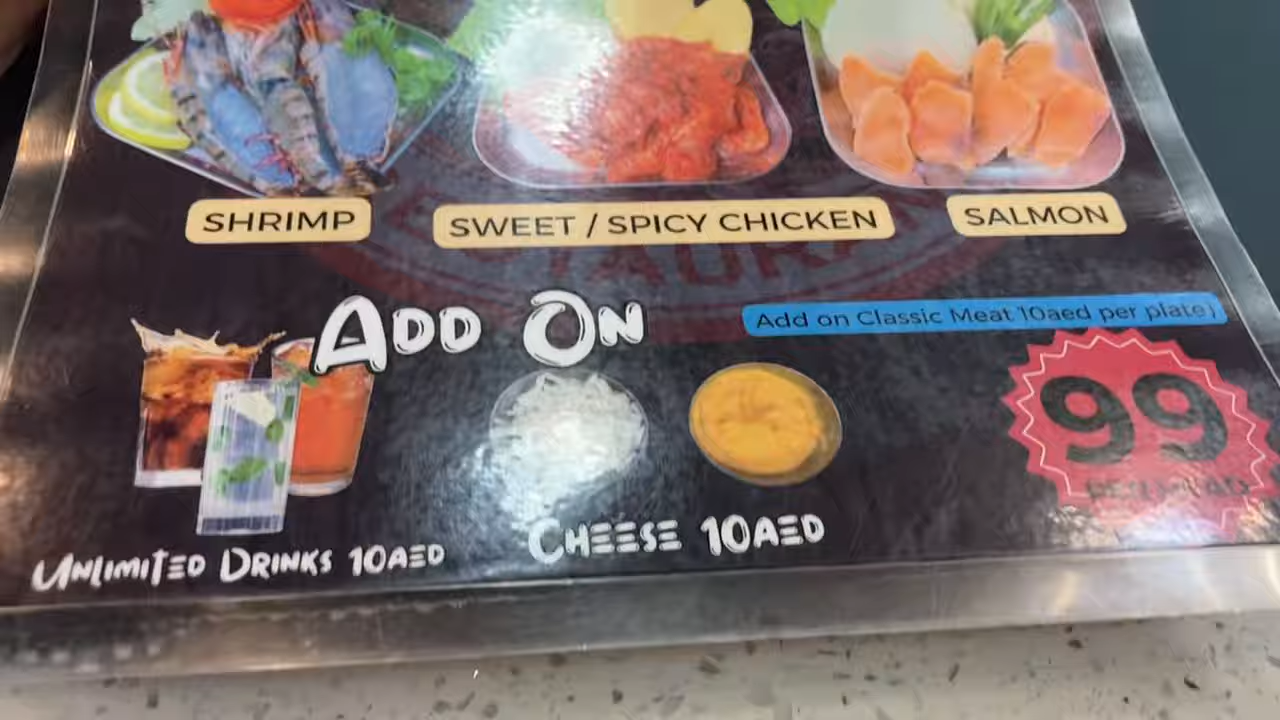 SHRIMP
SWEET / SPICY CHICKEN
SALMON
ADD ON
Add on Classic Meat 10aed per plate)
99
UNLIMITED DRINKS 10AED
CHEESE 10AED